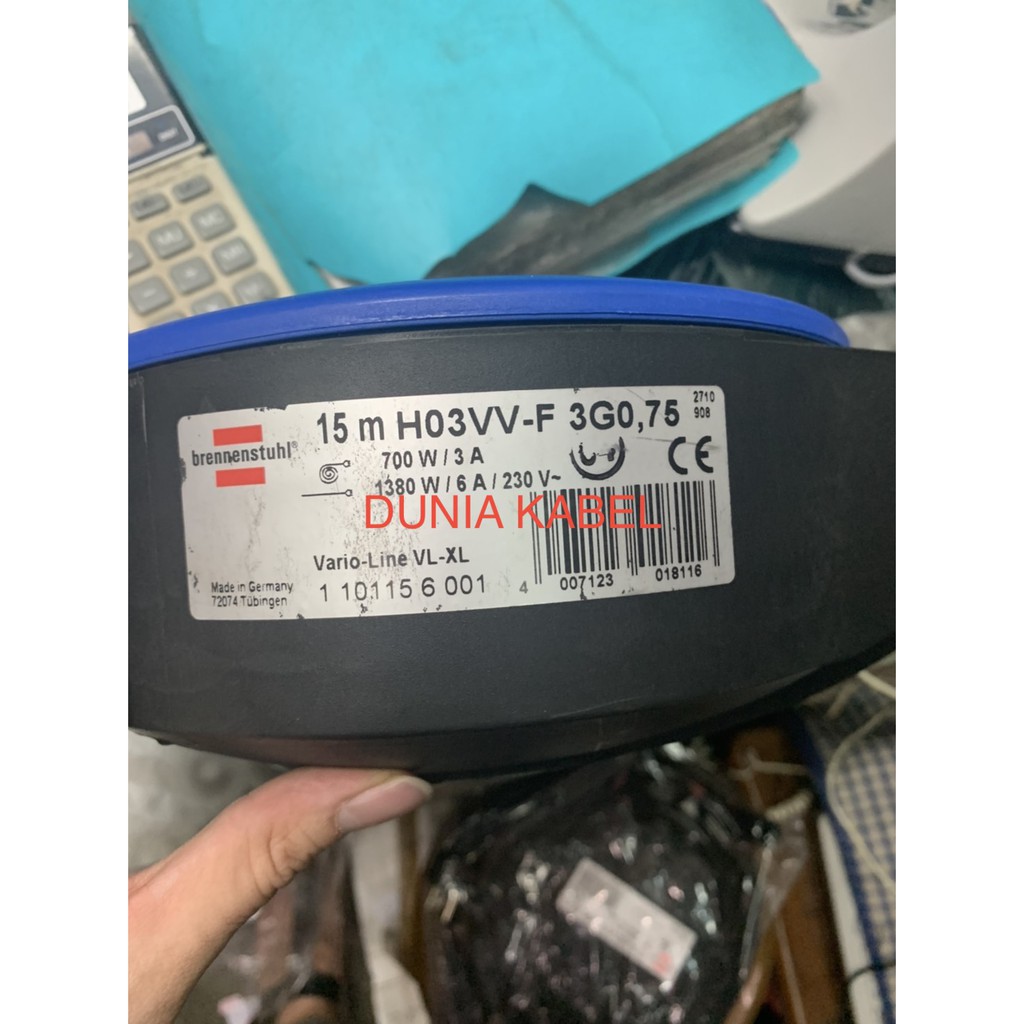 15 m H03VV-F 3G0,75
2710
908
brennenstuhl®
700 W / 3 A
1380 W / 6 A / 230 V~
CE
DUNIA KABEL
Vario-Line VL-XL
Made in Germany
72074 Tübingen
1 10115 6 001
4 007123 018116